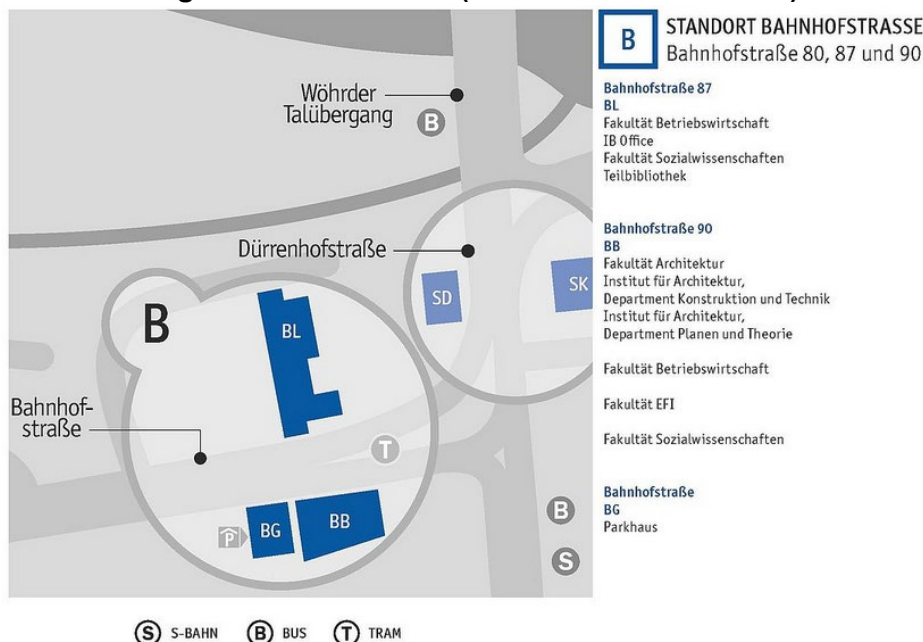 Wöhrder
Talübergang
B
Dürrenhofstraße
SD
SK
B
BL
Bahnhof-
straße
T
P
BG
BB
B
S
S S-BAHN B BUS T TRAM
B
STANDORT BAHNHOFSTRASSE
Bahnhofstraße 80, 87 und 90
Bahnhofstraße 87
BL
Fakultät Betriebswirtschaft
IB Office
Fakultät Sozialwissenschaften
Teilbibliothek
Bahnhofstraße 90
BB
Fakultät Architektur
Institut für Architektur,
Department Konstruktion und Technik
Institut für Architektur,
Department Planen und Theorie
Fakultät Betriebswirtschaft
Fakultät EFI
Fakultät Sozialwissenschaften
Bahnhofstraße
BG
Parkhaus